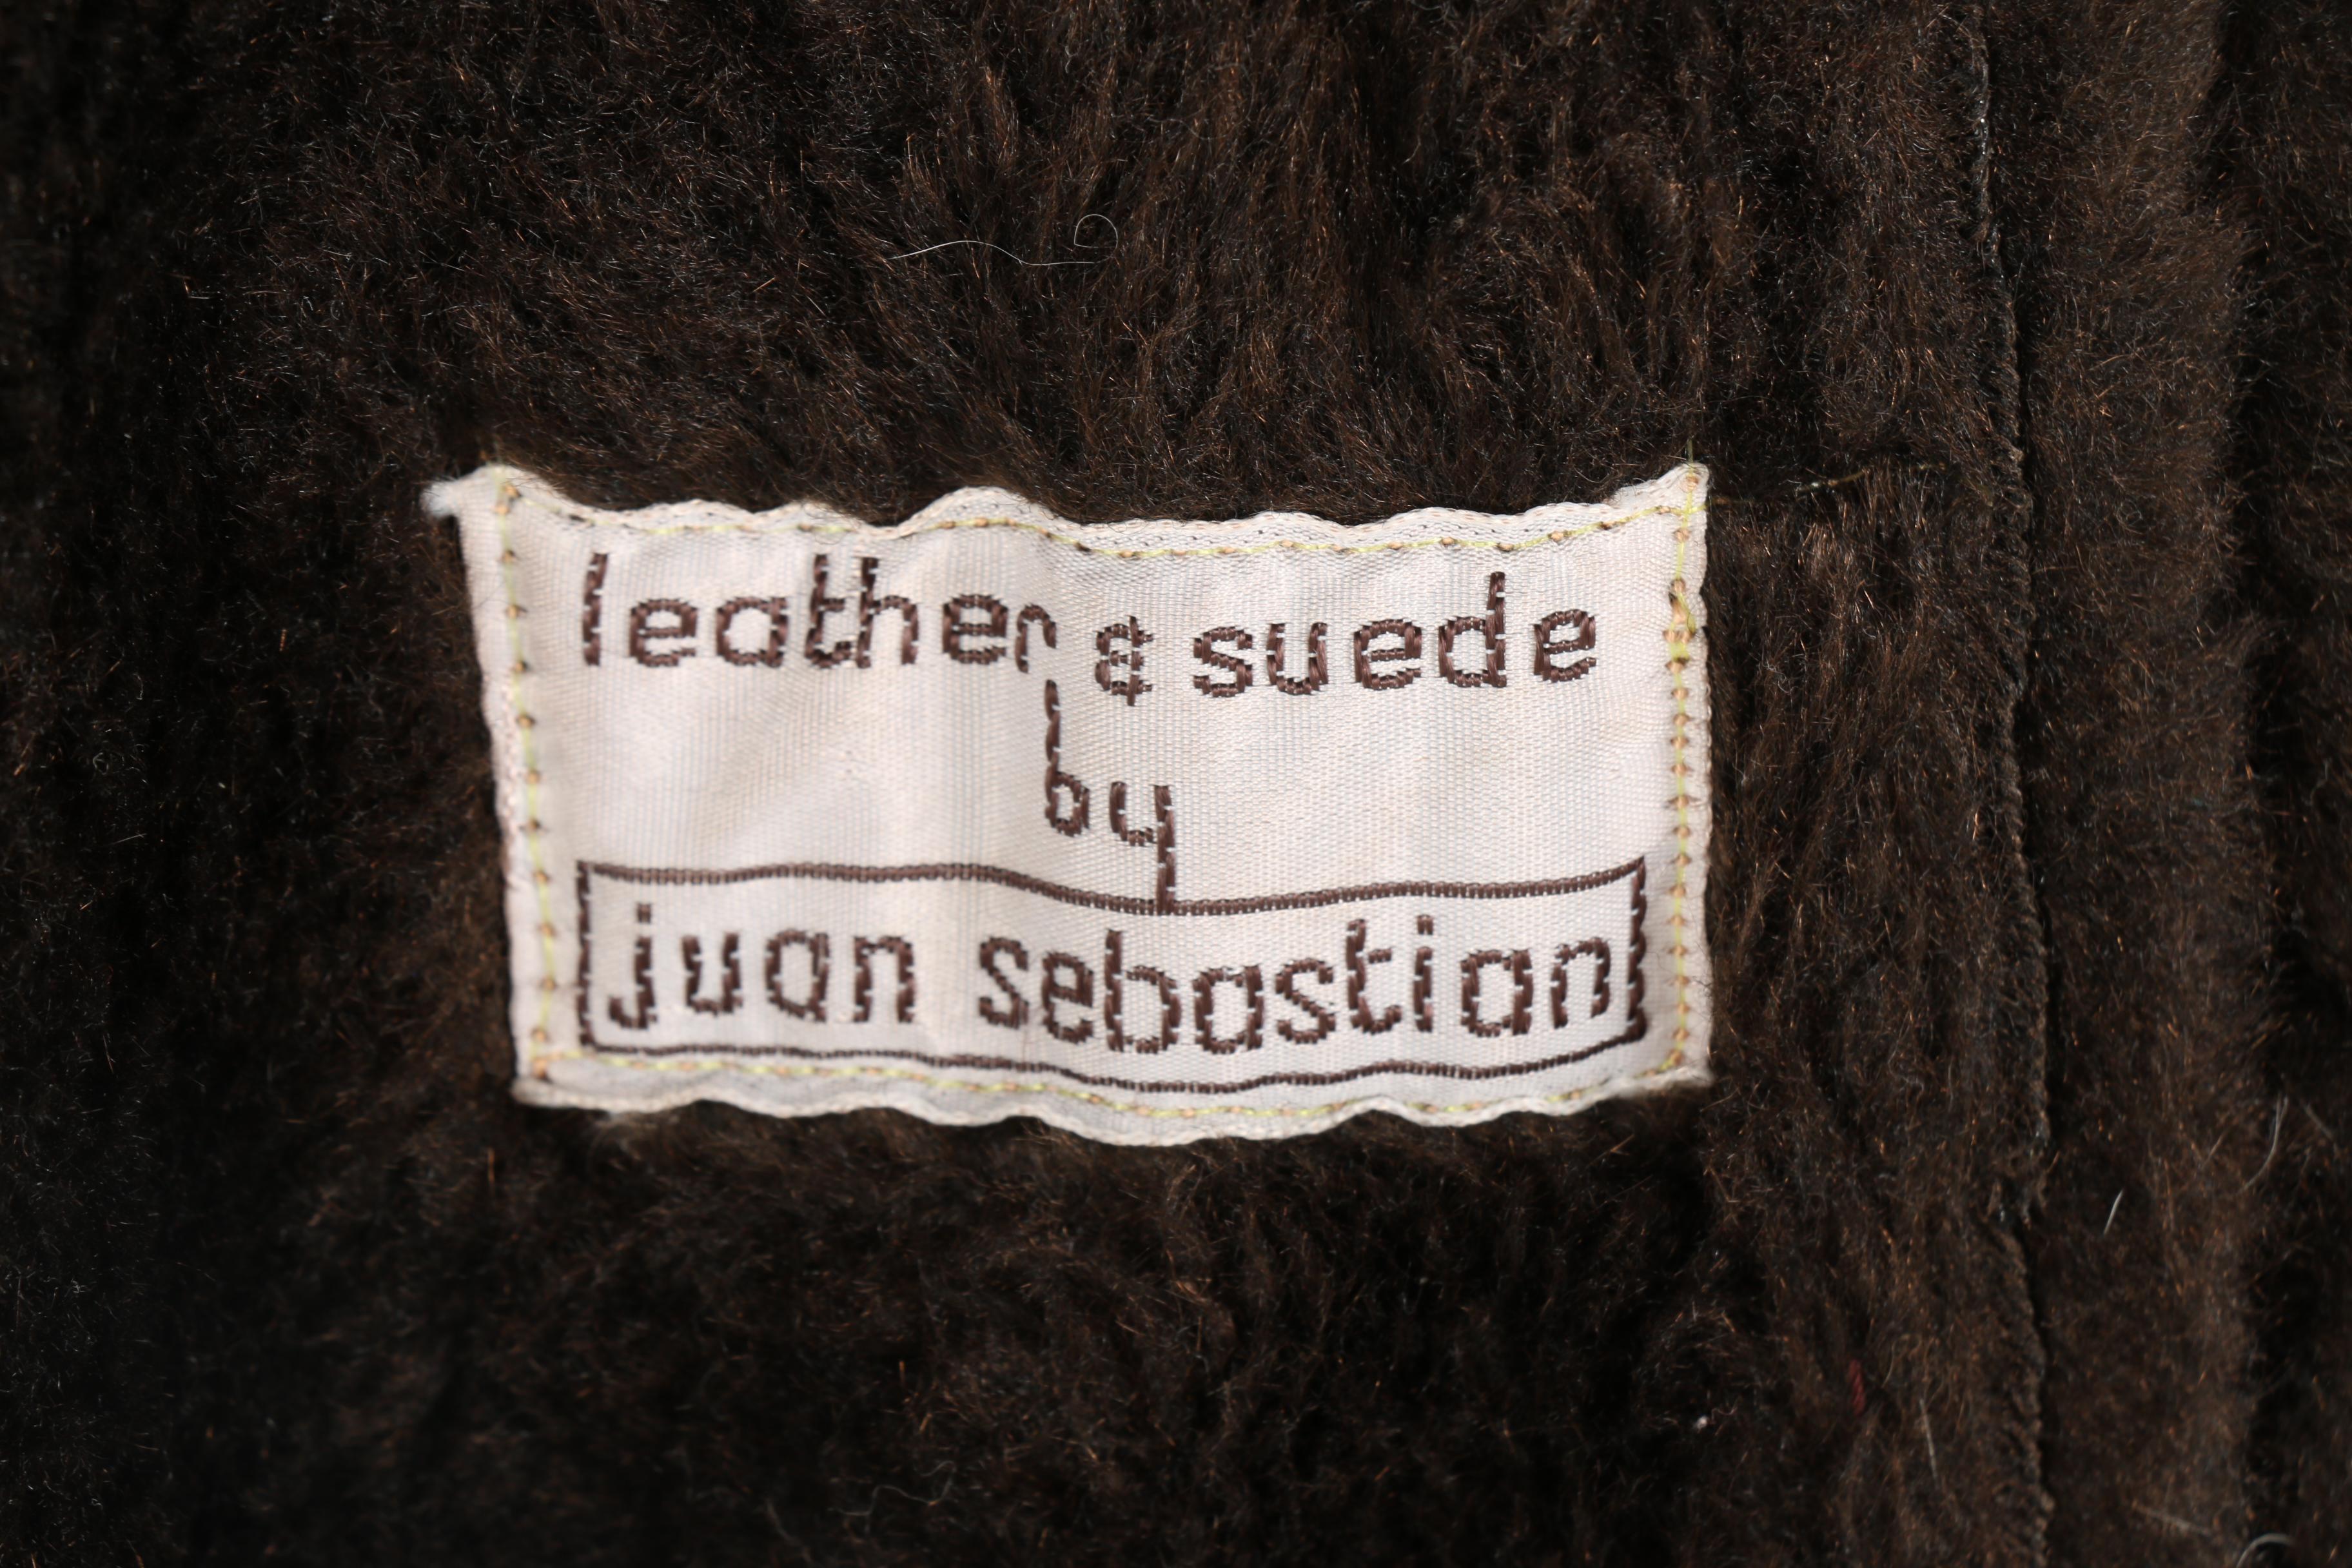 leather & suede
by
juan sebastian